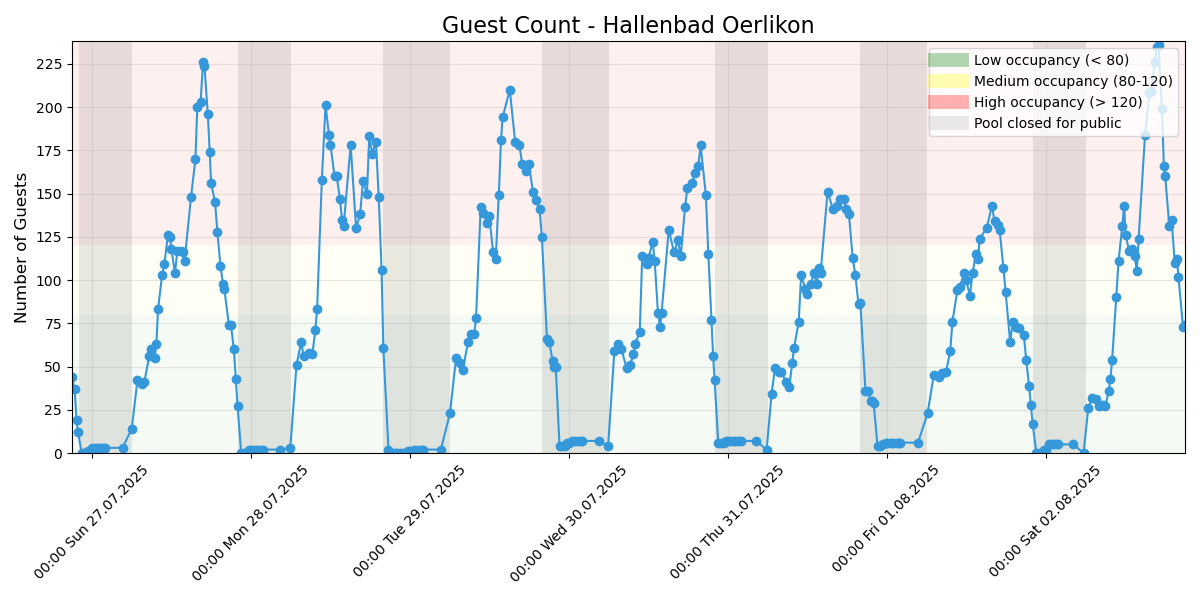 Guest Count - Hallenbad Oerlikon
Number of Guests
225
200
175
150
125
100
75
50
25
0
Low occupancy (< 80)
Medium occupancy (80-120)
High occupancy (> 120)
Pool closed for public
00:00 Sun 27.07.2025
00:00 Mon 28.07.2025
00:00 Tue 29.07.2025
00:00 Wed 30.07.2025
00:00 Thu 31.07.2025
00:00 Fri 01.08.2025
00:00 Sat 02.08.2025